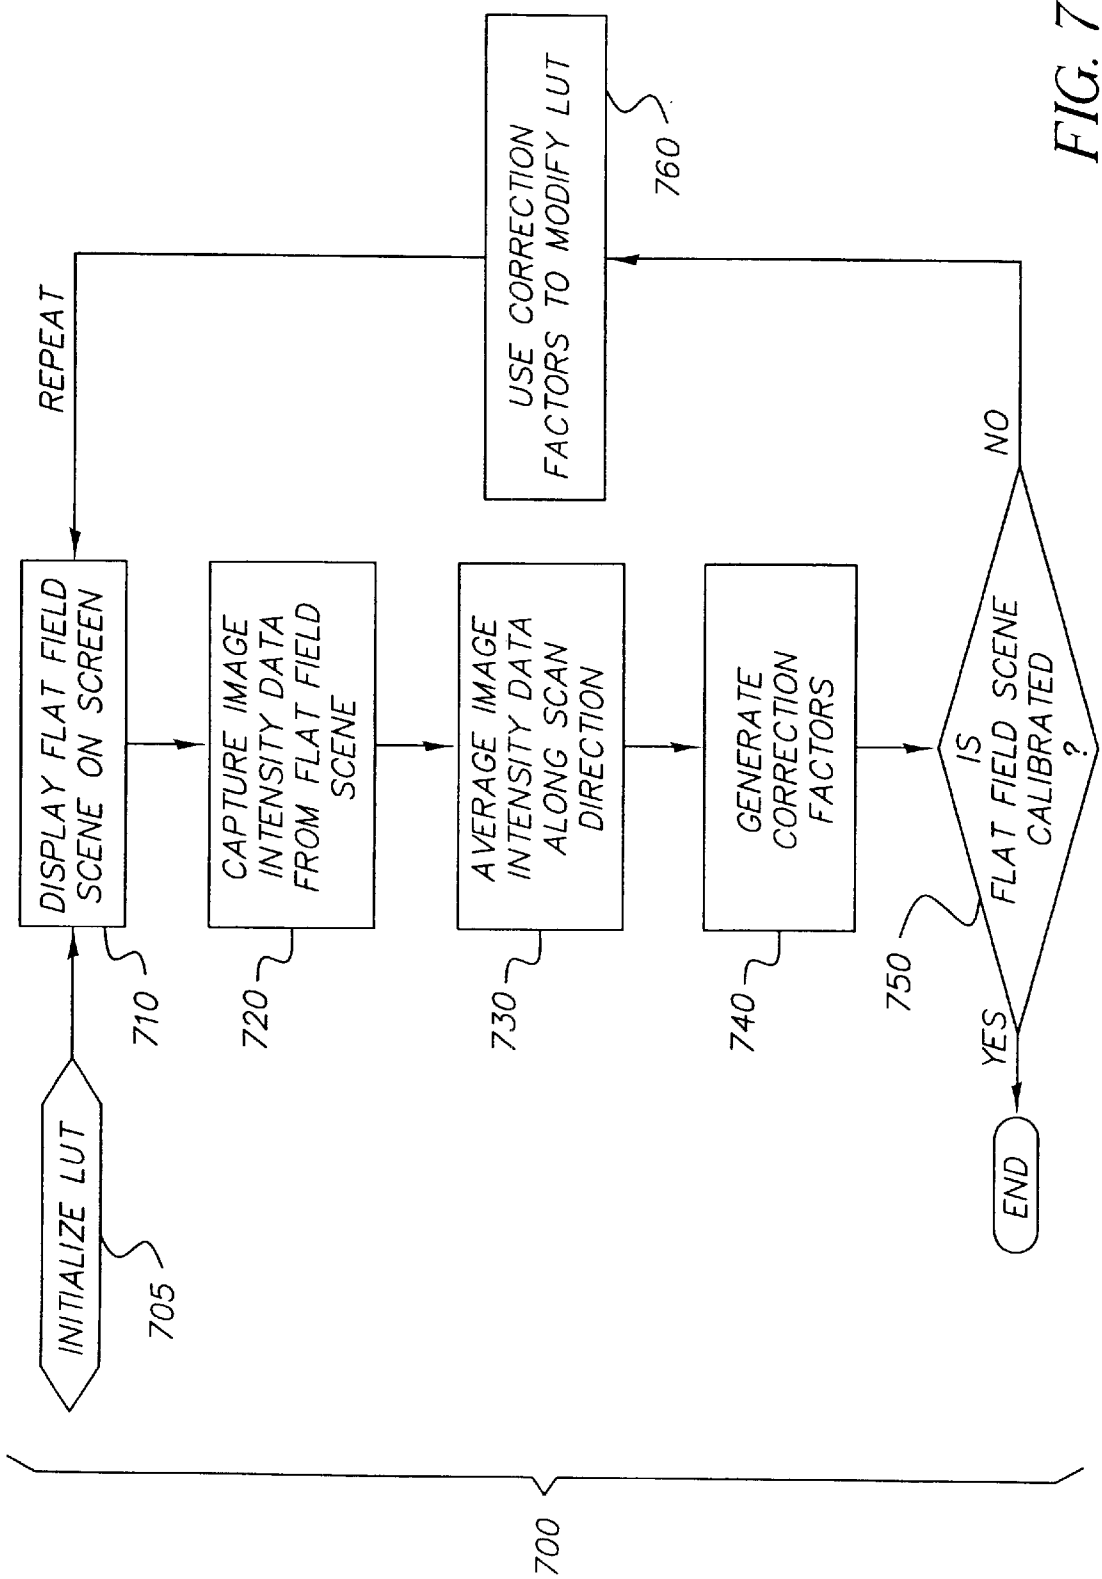 700
INITIALIZE LUT
705
DISPLAY FLAT FIELD
SCENE ON SCREEN
710
REPEAT
CAPTURE IMAGE
INTENSITY DATA
FROM FLAT FIELD
SCENE
720
AVERAGE IMAGE
INTENSITY DATA
ALONG SCAN
DIRECTION
730
GENERATE
CORRECTION
FACTORS
740
IS
FLAT FIELD SCENE
CALIBRATED
?
750
YES
END
NO
USE CORRECTION
FACTORS TO MODIFY LUT
760
FIG. 7